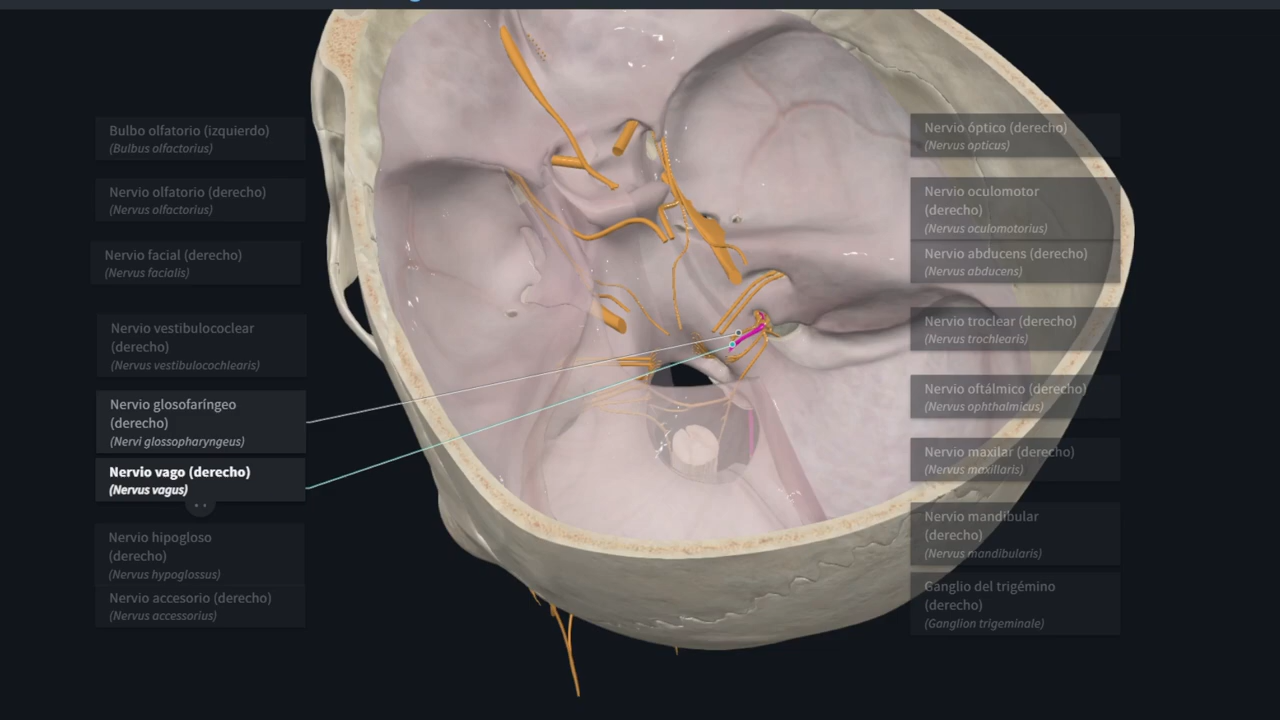 Bulbo olfatorio (izquierdo)
(Bulbus olfactorius)
Nervio olfatorio (derecho)
(Nervus olfactorius)
Nervio facial (derecho)
(Nervus facialis)
Nervio vestibulococlear
(derecho)
(Nervus vestibulocochlearis)
Nervio glosofaríngeo
(derecho)
(Nervi glossopharyngeus)
Nervio vago (derecho)
(Nervus vagus)
Nervio hipogloso
(derecho)
(Nervus hypoglossus)
Nervio accesorio (derecho)
(Nervus accessorius)
Nervio óptico (derecho)
(Nervus opticus)
Nervio oculomotor
(derecho)
(Nervus oculomotorius)
Nervio abducens (derecho)
(Nervus abducens)
Nervio troclear (derecho)
(Nervus trochlearis)
Nervio oftálmico (derecho)
(Nervus ophthalmicus)
Nervio maxilar (derecho)
(Nervus maxillaris)
Nervio mandibular
(derecho)
(Nervus mandibularis)
Ganglio del trigémino
(derecho)
(Ganglion trigeminale)